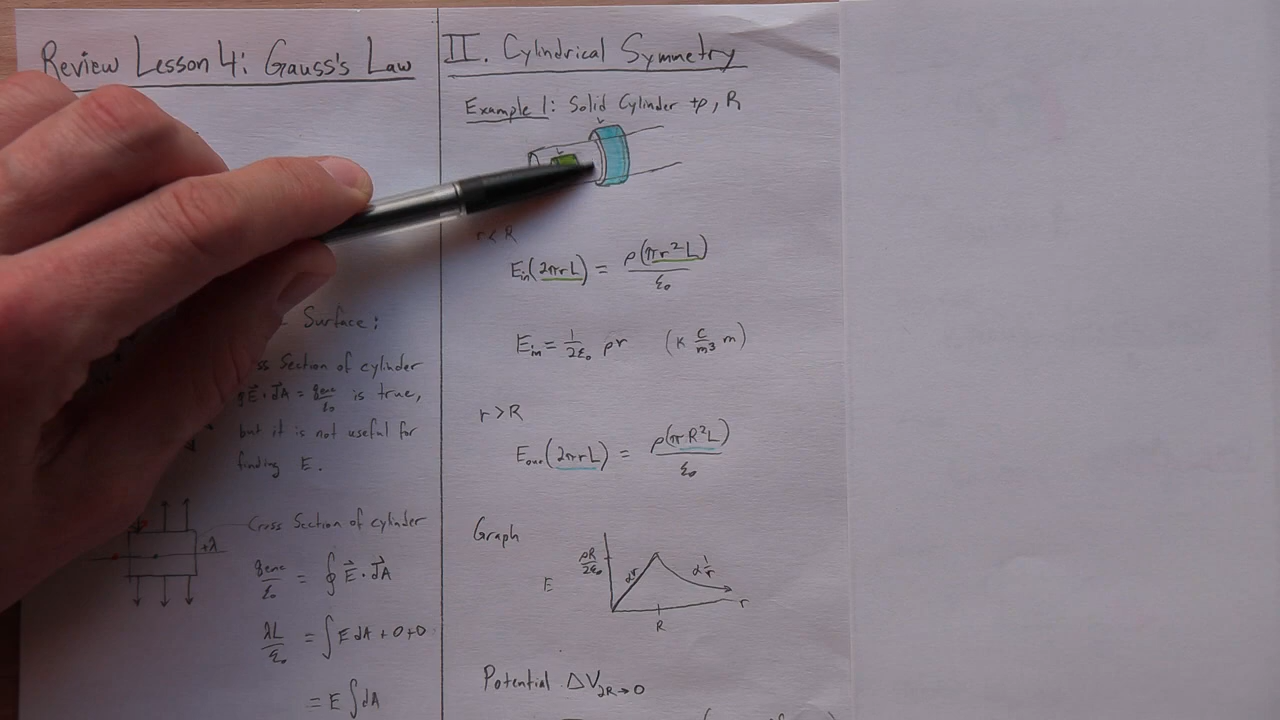 Review Lesson 4: Gauss's Law
Surface:
Section of cylinder
∮E⃗·dA⃗ = qenc/ε₀ is true,
but it is not useful for
finding E.
Cross Section of cylinder
+λ
qenc/ε₀ = ∮E⃗·dA⃗
λL/ε₀ = ∫E dA + 0 + 0
= E∫dA
II. Cylindrical Symmetry
Example 1: Solid Cylinder +ρ, R
r < R
Ein(2πrL) = ρ(πr²L)/ε₀
Ein = 1/2ε₀ ρr (K C/m³ m)
r > R
Eout(2πrL) = ρ(πR²L)/ε₀
Graph
ρR/2ε₀
E
αr
α 1/r
r
R
Potential ΔV2R→0